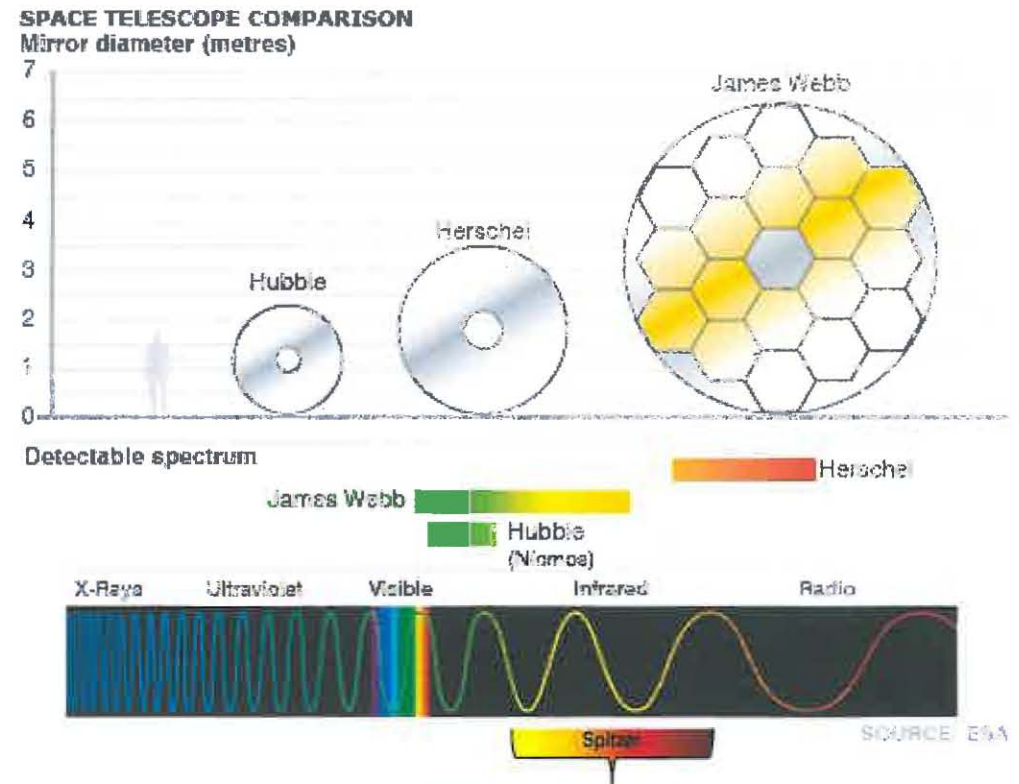 SPACE TELESCOPE COMPARISON
Mirror diameter (metres)
7
6
5
4
3
2
1
0
James Webb
Herschel
Hubble
Detectable spectrum
Herschel
James Webb
Hubble
(Nicmos)
X-Rays Ultraviolet Visible Infrared Radio
Spitzer
SOURCE: ESA